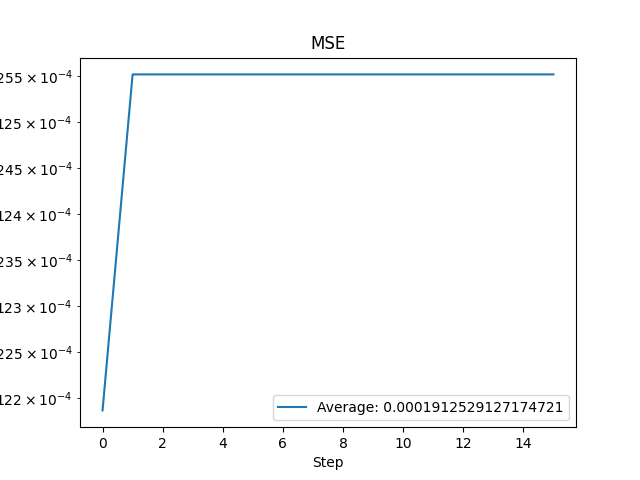 MSE
255 × 10⁻⁴
125 × 10⁻⁴
245 × 10⁻⁴
124 × 10⁻⁴
235 × 10⁻⁴
123 × 10⁻⁴
225 × 10⁻⁴
122 × 10⁻⁴
Average: 0.0001912529127174721
0 2 4 6 8 10 12 14
Step